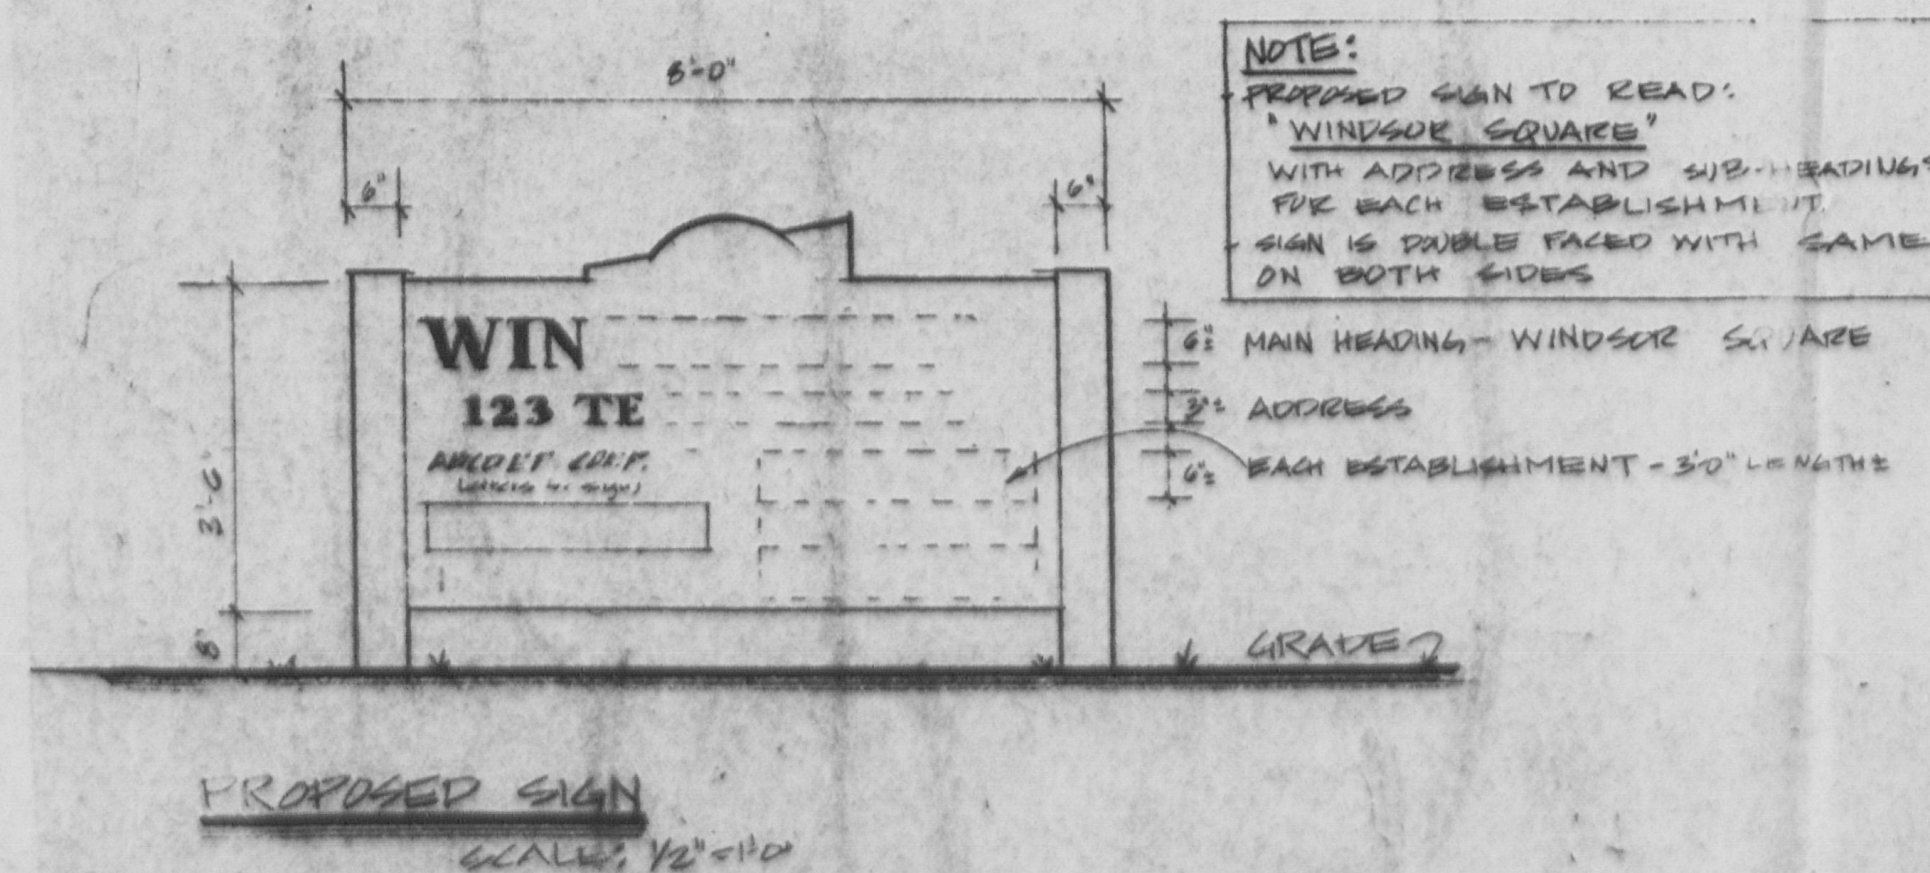 8'-0"
6"
6"
NOTE:
PROPOSED SIGN TO READ:
"WINDSOR SQUARE"
WITH ADDRESS AND SUB-HEADINGS
FOR EACH ESTABLISHMENT.
SIGN IS DOUBLE FACED WITH SAME
ON BOTH SIDES
WIN
123 TE
CORP.
3'-6"
8"
6"± MAIN HEADING - WINDSOR SQUARE
3"± ADDRESS
6"± EACH ESTABLISHMENT - 3'0" LENGTH±
GRADE
PROPOSED SIGN
SCALE: 1/2"=1'0"